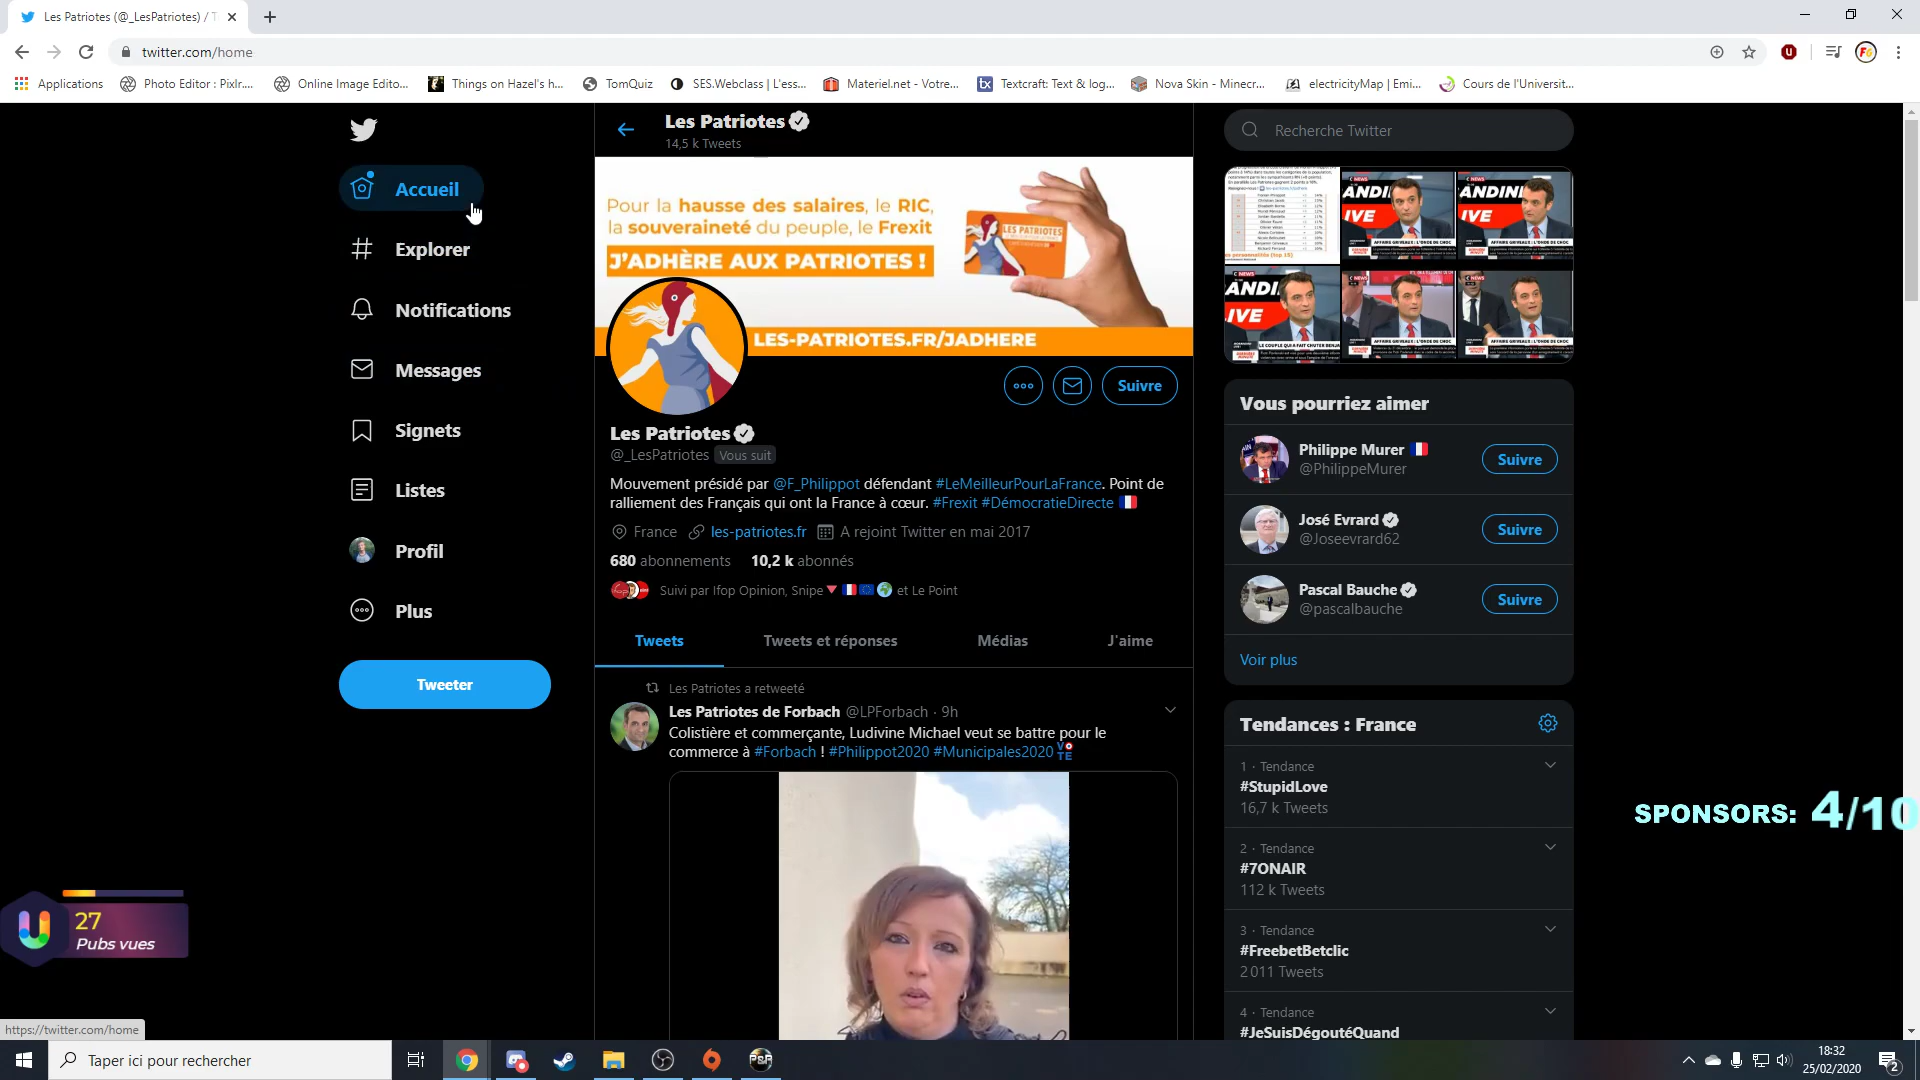 Les Patriotes (@_LesPatriotes) / T
twitter.com/home
Applications
Photo Editor : Pixlr....
Online Image Edito...
Things on Hazel's h...
TomQuiz
SES.Webclass | L'ess...
Materiel.net - Votre...
Textcraft: Text & log...
Nova Skin - Minecr...
electricityMap | Emi...
Cours de l'Universit...
Accueil
Explorer
Notifications
Messages
Signets
Listes
Profil
Plus
Tweeter
Les Patriotes
14,5 k Tweets
Pour la hausse des salaires, le RIC,
la souveraineté du peuple, le Frexit
J'ADHÈRE AUX PATRIOTES !
LES PATRIOTES
LES-PATRIOTES.FR/JADHERE
Suivre
Les Patriotes
@_LesPatriotes Vous suit
Mouvement présidé par @F_Philippot défendant #LeMeilleurPourLaFrance. Point de
ralliement des Français qui ont la France à cœur. #Frexit #DémocratieDirecte
France les-patriotes.fr A rejoint Twitter en mai 2017
680 abonnements 10,2 k abonnés
Suivi par Ifop Opinion, Snipe et Le Point
Tweets Tweets et réponses Médias J'aime
Les Patriotes a retweeté
Les Patriotes de Forbach @LPForbach · 9h
Colistière et commerçante, Ludivine Michael veut se battre pour le
commerce à #Forbach ! #Philippot2020 #Municipales2020
Recherche Twitter
Vous pourriez aimer
Philippe Murer
@PhilippeMurer
Suivre
José Evrard
@Joseevrard62
Suivre
Pascal Bauche
@pascalbauche
Suivre
Voir plus
Tendances : France
1 · Tendance
#StupidLove
16,7 k Tweets
2 · Tendance
#7ONAIR
112 k Tweets
3 · Tendance
#FreebetBetclic
2 011 Tweets
4 · Tendance
#JeSuisDégoutéQuand
SPONSORS: 4/10
27
Pubs vues
https://twitter.com/home
Taper ici pour rechercher
18:32
25/02/2020
2